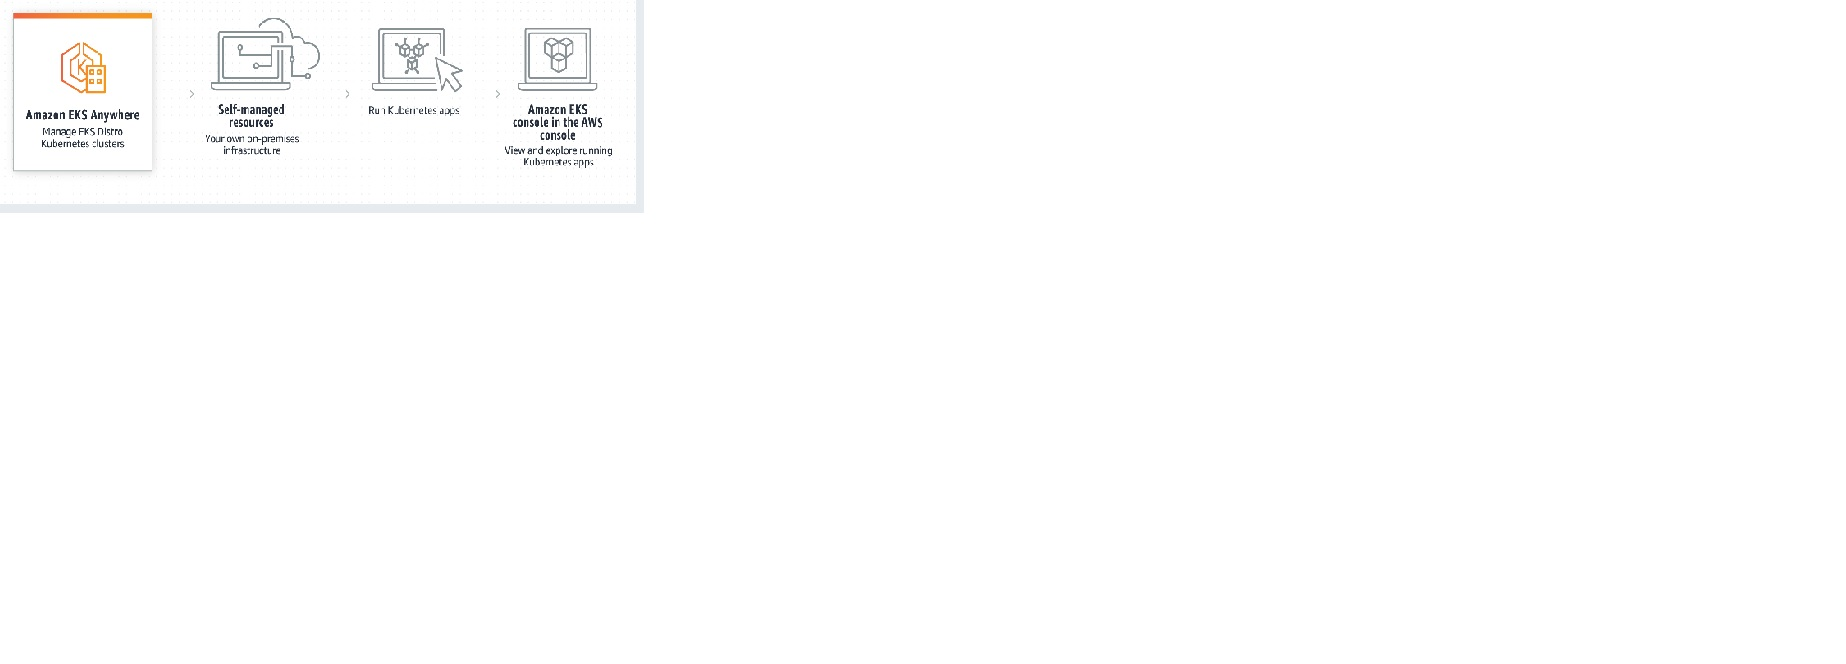 Amazon EKS Anywhere
Manage EKS Distro
Kubernetes clusters
Self-managed
resources
Your own on-premises
infrastructure
Run Kubernetes apps
Amazon EKS
console in the AWS
console
View and explore running
Kubernetes apps